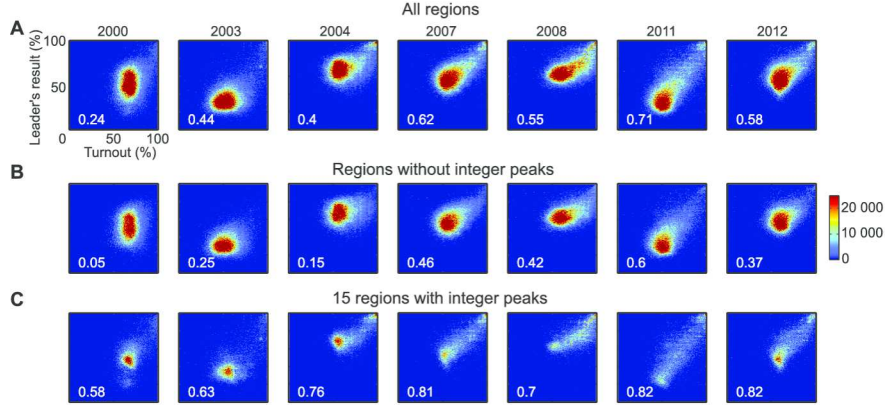 All regions
A
2000 2003 2004 2007 2008 2011 2012
Leader's result (%)
100
50
0.24 0.44 0.4 0.62 0.55 0.71 0.58
0 50 100
Turnout (%)
B
Regions without integer peaks
0.05 0.25 0.15 0.46 0.42 0.6 0.37
20 000
10 000
0
C
15 regions with integer peaks
0.58 0.63 0.76 0.81 0.7 0.82 0.82